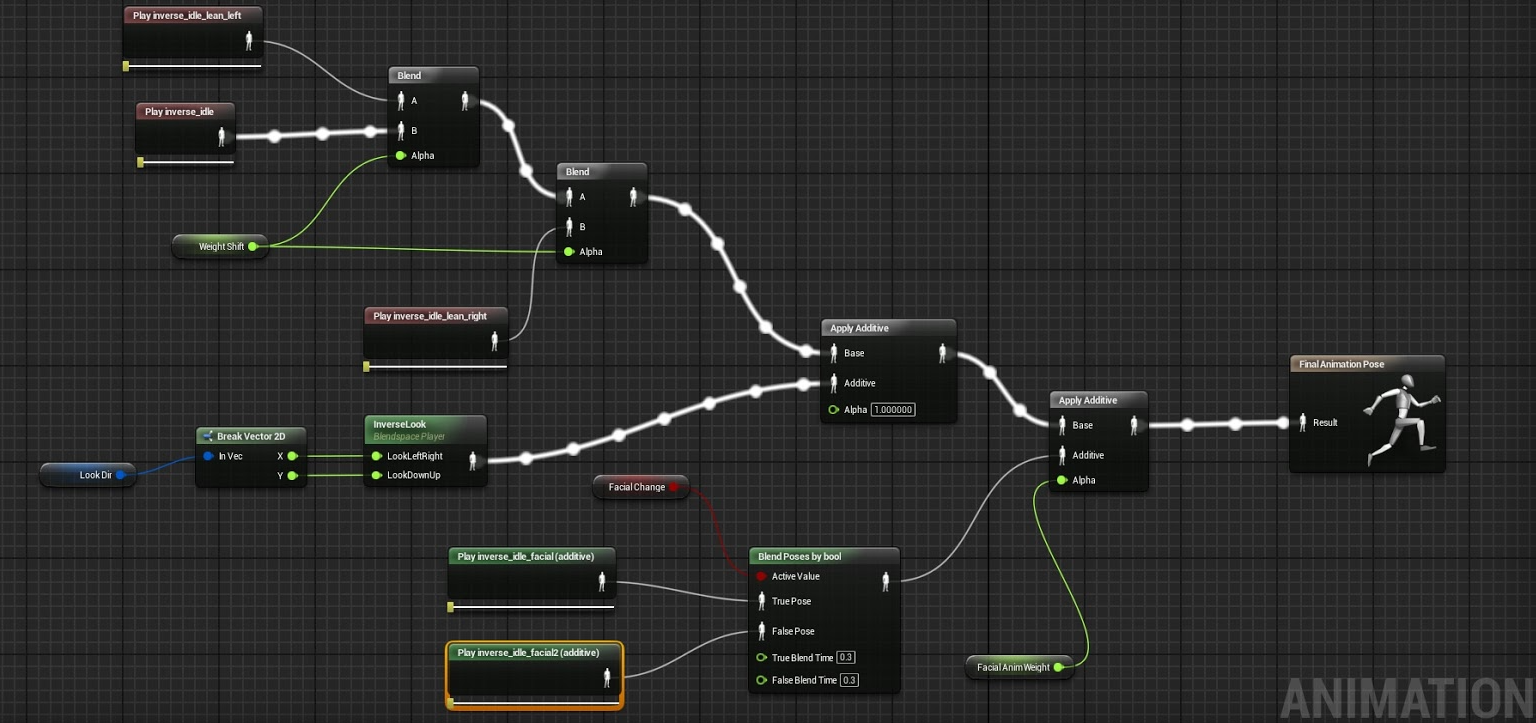 Play inverse_idle_lean_left
Play inverse_idle
Blend
A
B
Alpha
Weight Shift
Blend
A
B
Alpha
Play inverse_idle_lean_right
Look Dir
Break Vector 2D
In Vec
X
Y
InverseLook
Blendspace Player
LookLeftRight
LookDownUp
Apply Additive
Base
Additive
Alpha 1.000000
Facial Change
Play inverse_idle_facial (additive)
Play inverse_idle_facial2 (additive)
Blend Poses by bool
Active Value
True Pose
False Pose
True Blend Time 0.3
False Blend Time 0.3
Facial Anim Weight
Apply Additive
Base
Additive
Alpha
Final Animation Pose
Result
ANIMATION